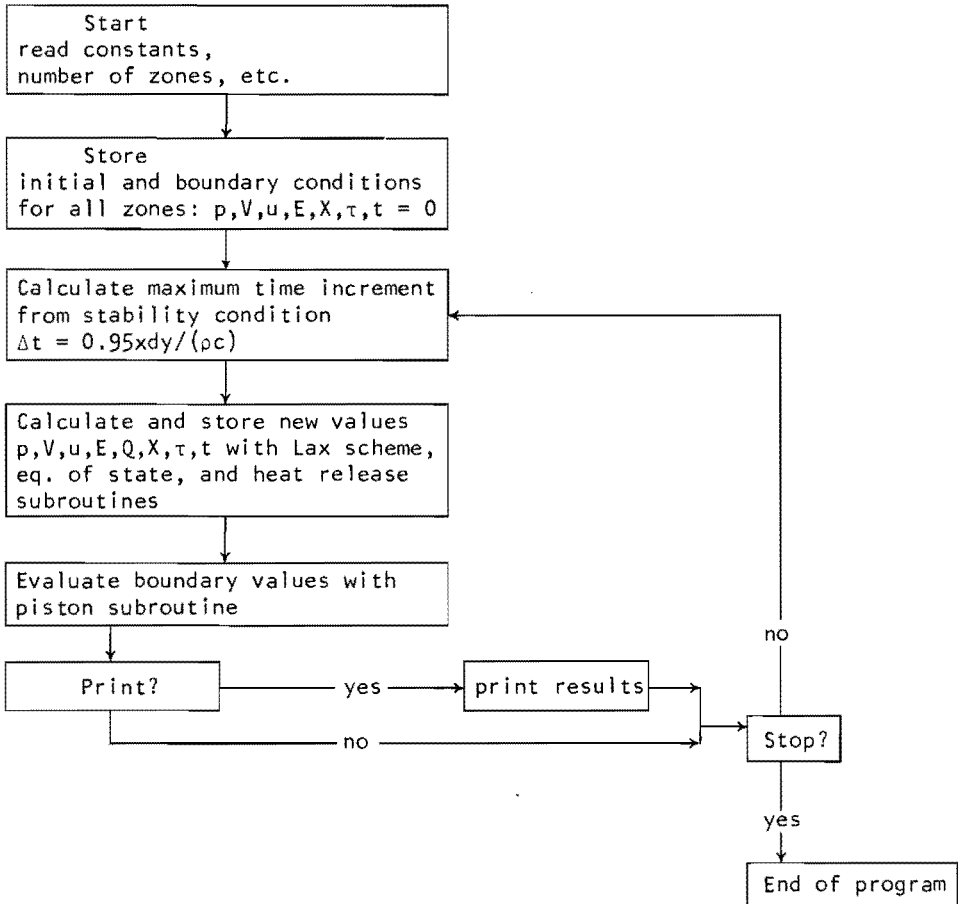 Start
read constants,
number of zones, etc.
Store
initial and boundary conditions
for all zones: p,V,u,E,X,τ,t = 0
Calculate maximum time increment
from stability condition
Δt = 0.95xdy/(ρc)
Calculate and store new values
p,V,u,E,Q,X,τ,t with Lax scheme,
eq. of state, and heat release
subroutines
Evaluate boundary values with
piston subroutine
Print?
yes
print results
no
Stop?
no
yes
End of program